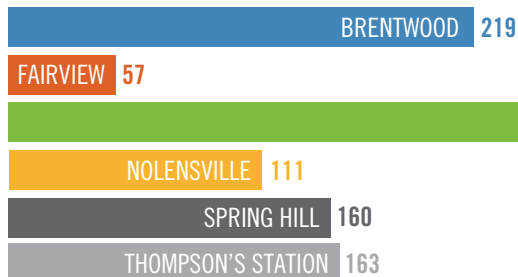 BRENTWOOD 219
FAIRVIEW 57
NOLENSVILLE 111
SPRING HILL 160
THOMPSON'S STATION 163